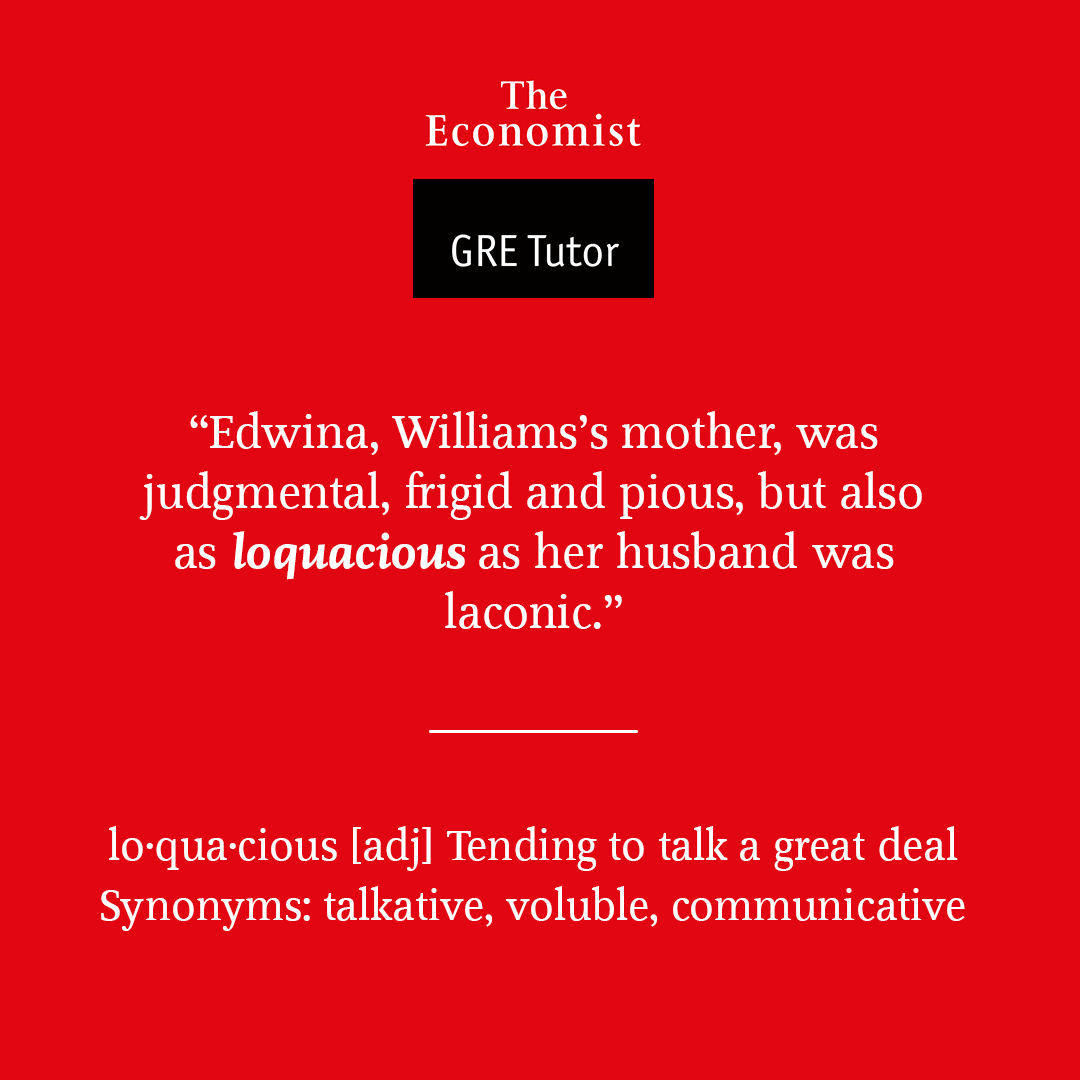 The
Economist
GRE Tutor
“Edwina, Williams’s mother, was
judgmental, frigid and pious, but also
as loquacious as her husband was
laconic.”
lo·qua·cious [adj] Tending to talk a great deal
Synonyms: talkative, voluble, communicative